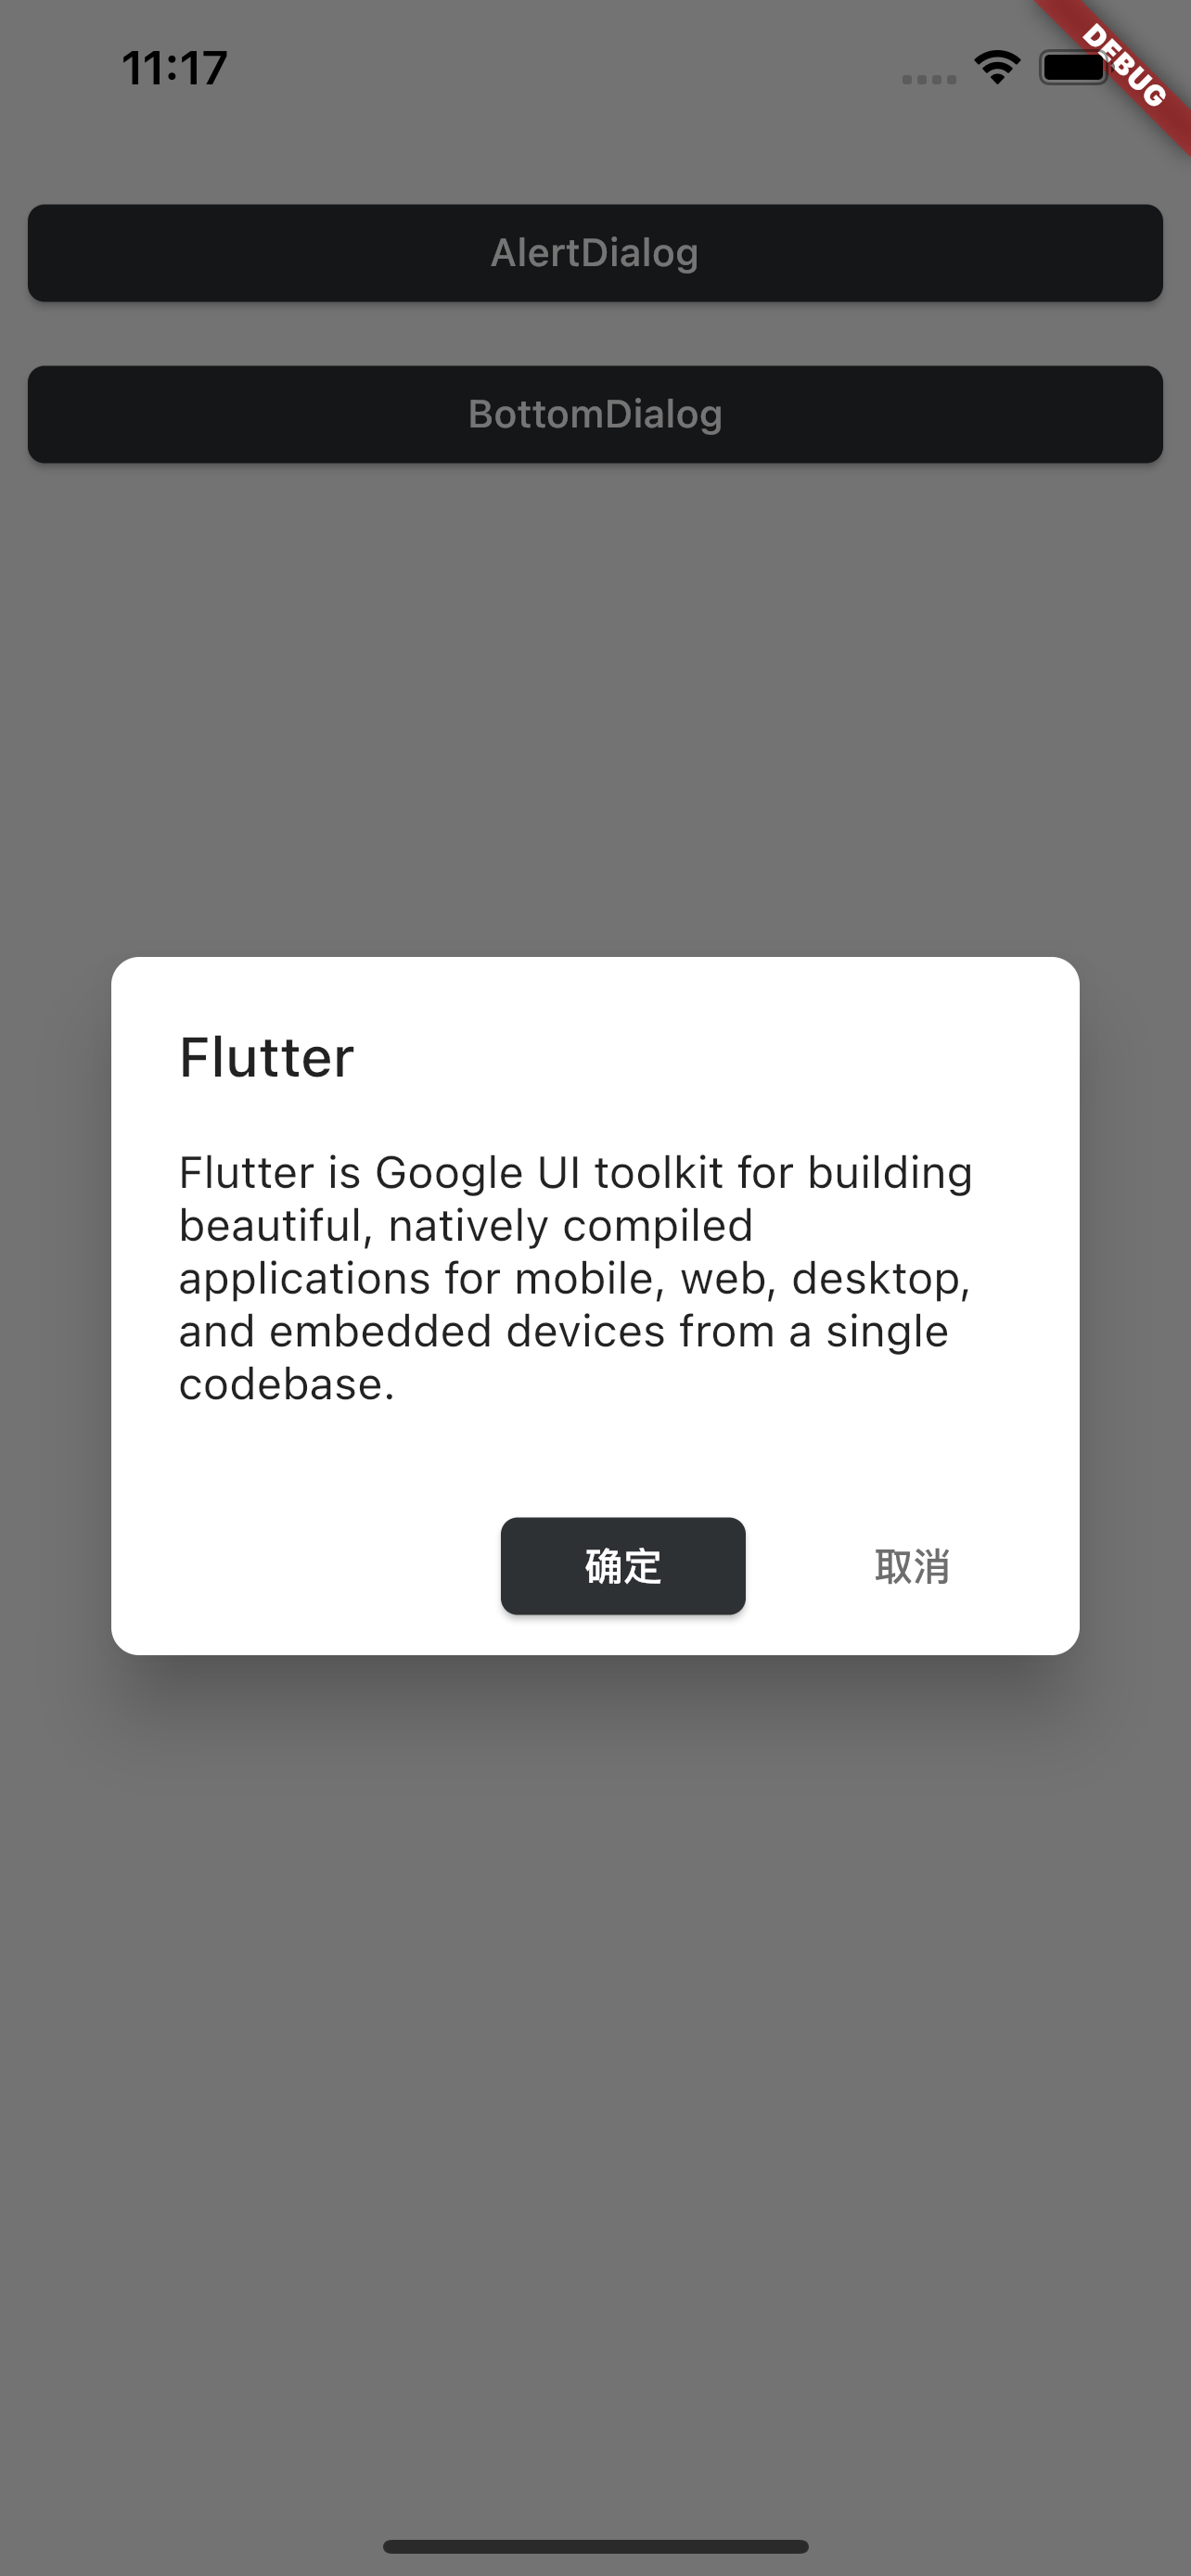 11:17
DEBUG
AlertDialog
BottomDialog
Flutter
Flutter is Google UI toolkit for building
beautiful, natively compiled
applications for mobile, web, desktop,
and embedded devices from a single
codebase.
确定
取消